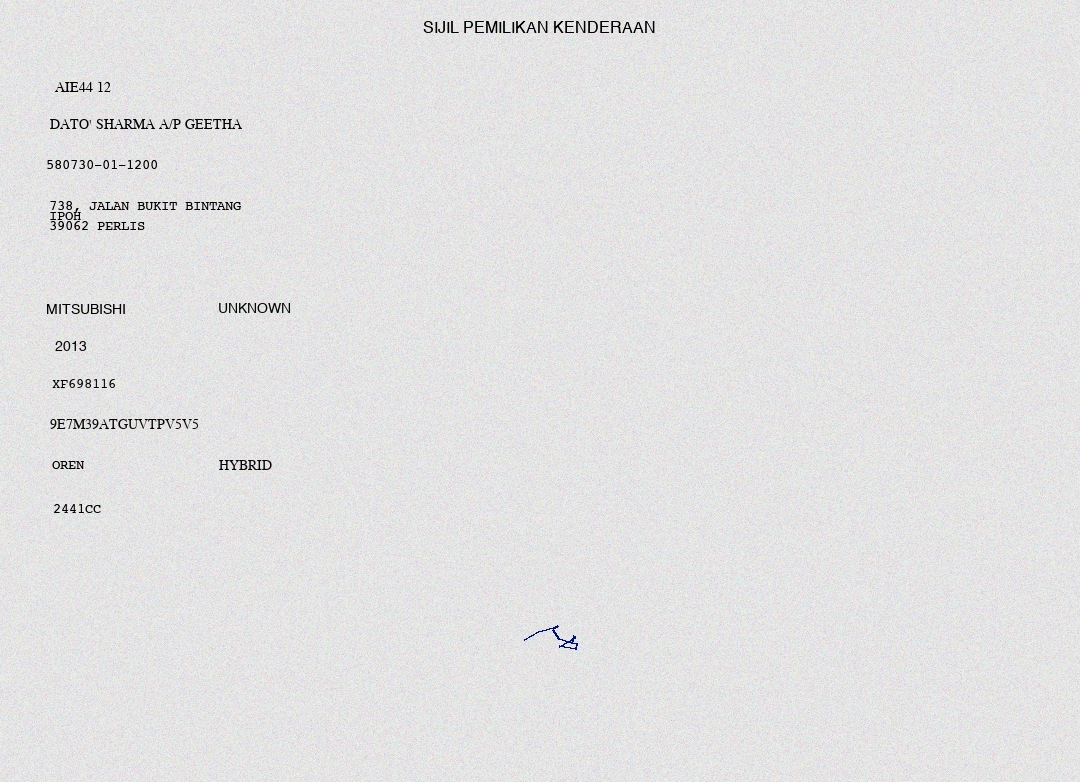 SIJIL PEMILIKAN KENDERAAN
AIE44 12
DATO' SHARMA A/P GEETHA
580730-01-1200
738, JALAN BUKIT BINTANG
IPOH
39062 PERLIS
MITSUBISHI UNKNOWN
2013
XF698116
9E7M39ATGUVTPV5V5
OREN HYBRID
2441CC